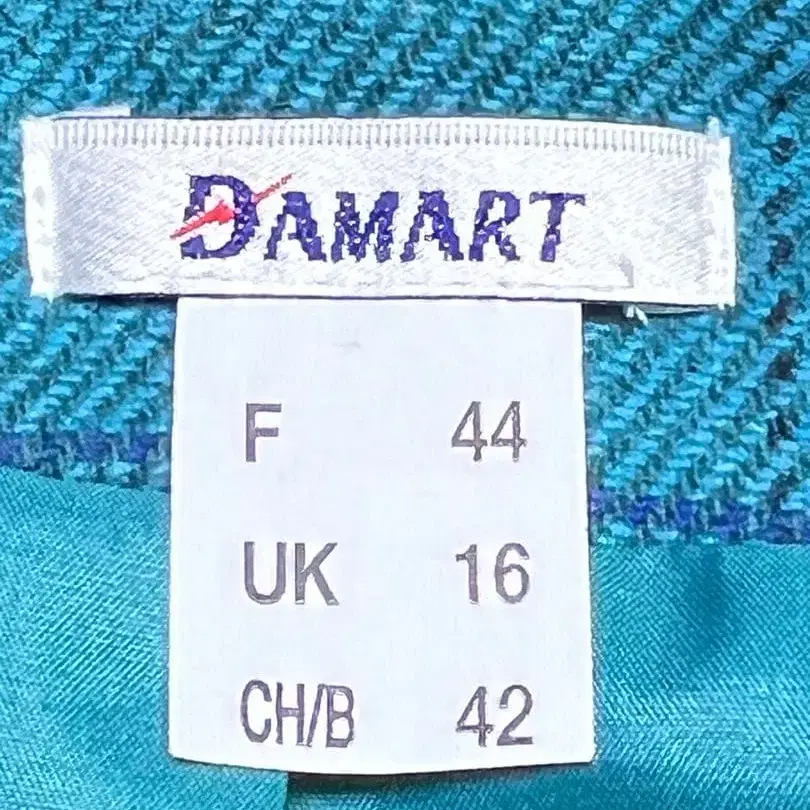 DAMART
F 44
UK 16
CH/B 42